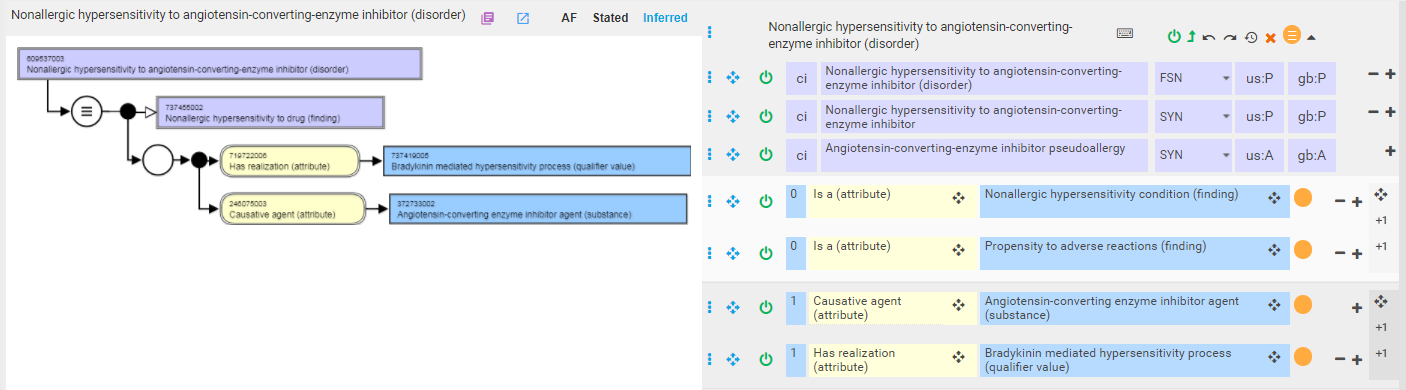 Nonallergic hypersensitivity to angiotensin-converting-enzyme inhibitor (disorder)
AF Stated Inferred
609637003
Nonallergic hypersensitivity to angiotensin-converting-enzyme inhibitor (disorder)
737455002
Nonallergic hypersensitivity to drug (finding)
719722006
Has realization (attribute)
737419005
Bradykinin mediated hypersensitivity process (qualifier value)
246075003
Causative agent (attribute)
372733002
Angiotensin-converting enzyme inhibitor agent (substance)
Nonallergic hypersensitivity to angiotensin-converting-
enzyme inhibitor (disorder)
ci Nonallergic hypersensitivity to angiotensin-converting- FSN us:P gb:P
enzyme inhibitor (disorder)
ci Nonallergic hypersensitivity to angiotensin-converting- SYN us:P gb:P
enzyme inhibitor
ci Angiotensin-converting-enzyme inhibitor pseudoallergy SYN us:A gb:A
0 Is a (attribute) Nonallergic hypersensitivity condition (finding)
+1
0 Is a (attribute) Propensity to adverse reactions (finding) +1
1 Causative agent Angiotensin-converting enzyme inhibitor agent
(attribute) (substance)
+1
1 Has realization Bradykinin mediated hypersensitivity process +1
(attribute) (qualifier value)